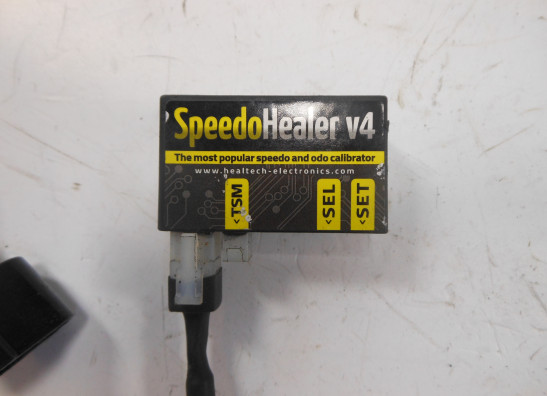 SpeedoHealer v4
The most popular speedo and odo calibrator
www.healtech-electronics.com
<TSM
<SEL
<SET